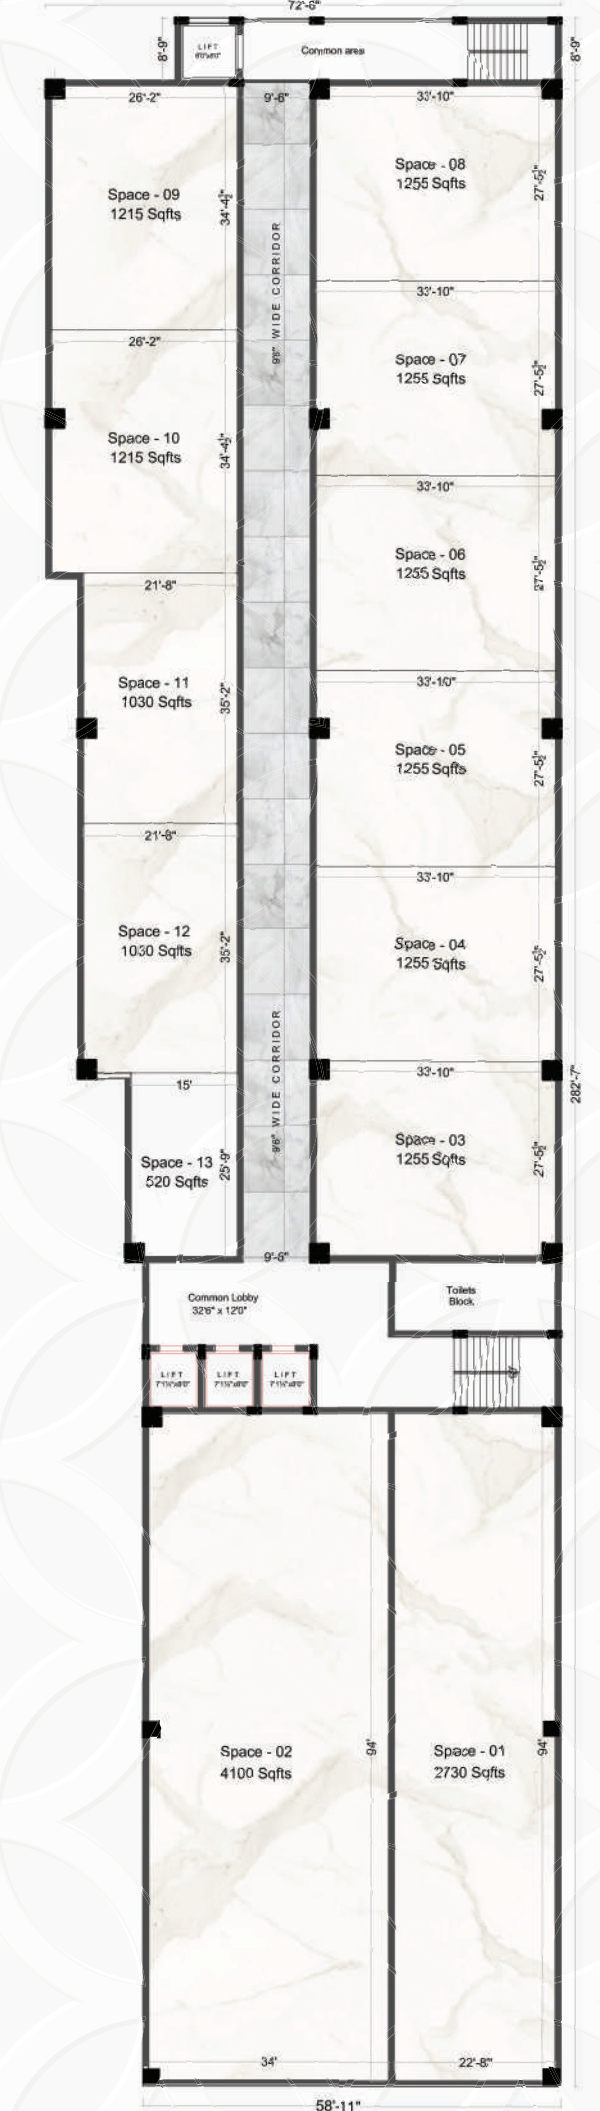 72'-6"
8'-9"
LIFT
6'0"x8'0"
Common area
8'-9"
26'-2"
9'-6"
33'-10"
Space - 09
1215 Sqfts
34'-4½"
Space - 08
1255 Sqfts
27'-5½"
9'6" WIDE CORRIDOR
33'-10"
26'-2"
Space - 07
1255 Sqfts
27'-5½"
Space - 10
1215 Sqfts
34'-4½"
33'-10"
Space - 06
1255 Sqfts
27'-5½"
21'-8"
Space - 11
1030 Sqfts
35'-2"
33'-10"
Space - 05
1255 Sqfts
27'-5½"
21'-8"
33'-10"
Space - 12
1030 Sqfts
35'-2"
Space - 04
1255 Sqfts
27'-5½"
9'6" WIDE CORRIDOR
33'-10"
15'
282'-7"
Space - 13
520 Sqfts
25'-9"
Space - 03
1255 Sqfts
27'-5½"
9'-6"
Common Lobby
32'6" x 12'0"
Toilets
Block
LIFT
LIFT
LIFT
Space - 02
4100 Sqfts
94'
Space - 01
2730 Sqfts
94'
34'
22'-8"
58'-11"